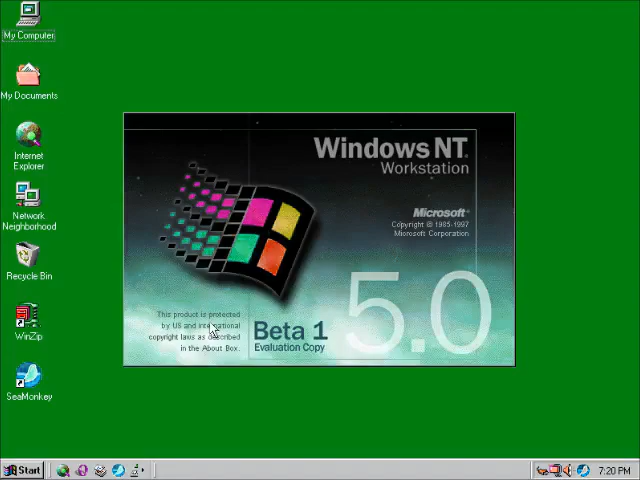 My Computer
My Documents
Internet
Explorer
Network
Neighborhood
Recycle Bin
WinZip
SeaMonkey
Windows NT
Workstation
Microsoft
Copyright © 1985-1997
Microsoft Corporation
5.0
This product is protected
by US and international
copyright laws as described
in the About Box.
Beta 1
Evaluation Copy
Start
7:20 PM